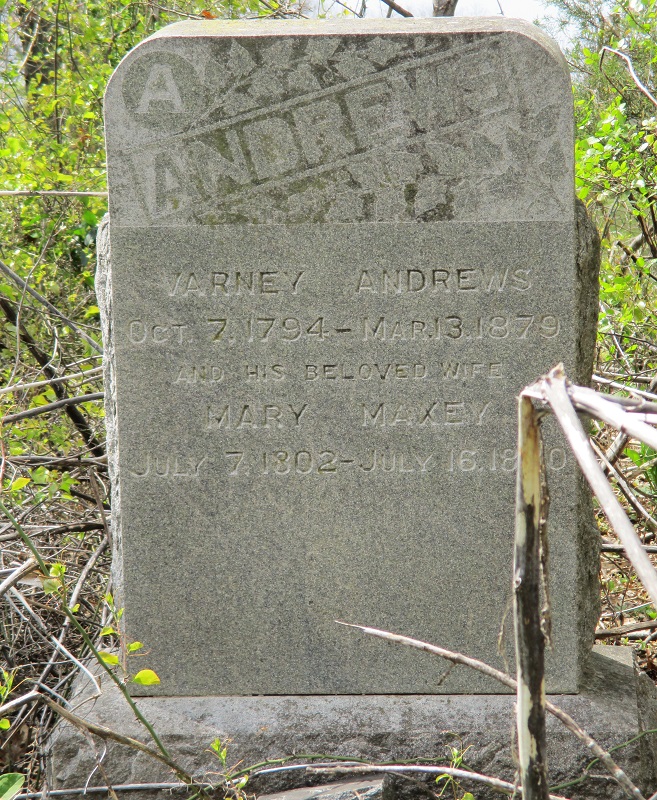 A
ANDREWS
VARNEY ANDREWS
OCT. 7. 1794 – MAR. 13. 1879
AND HIS BELOVED WIFE
MARY MAXEY
JULY 7. 1802 – JULY 16.